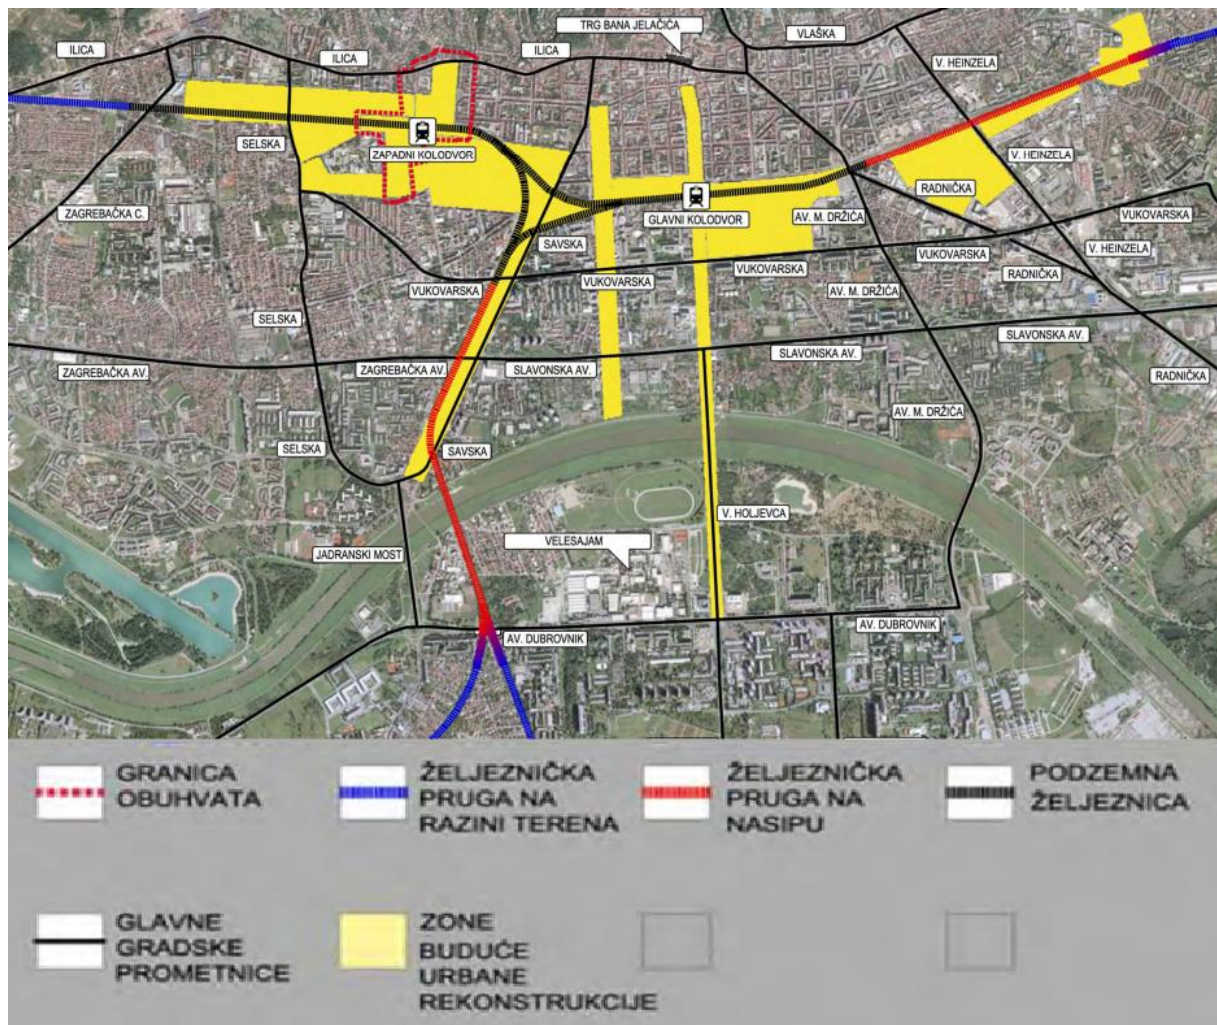 TRG BANA JELAČIĆA
VLAŠKA
ILICA
ILICA
ILICA
V. HEINZELA
SELSKA
ZAPADNI KOLODVOR
V. HEINZELA
RADNIČKA
ZAGREBAČKA C.
GLAVNI KOLODVOR
AV. M. DRŽIĆA
VUKOVARSKA
SAVSKA
V. HEINZELA
VUKOVARSKA
VUKOVARSKA
RADNIČKA
VUKOVARSKA
VUKOVARSKA
AV. M. DRŽIĆA
SELSKA
SLAVONSKA AV.
SLAVONSKA AV.
ZAGREBAČKA AV.
ZAGREBAČKA AV.
SLAVONSKA AV.
RADNIČKA
AV. M. DRŽIĆA
SELSKA
SAVSKA
V. HOLJEVCA
VELESAJAM
JADRANSKI MOST
AV. DUBROVNIK
AV. DUBROVNIK
GRANICA
OBUHVATA
ŽELJEZNIČKA
PRUGA NA
RAZINI TERENA
ŽELJEZNIČKA
PRUGA NA
NASIPU
PODZEMNA
ŽELJEZNICA
GLAVNE
GRADSKE
PROMETNICE
ZONE
BUDUĆE
URBANE
REKONSTRUKCIJE